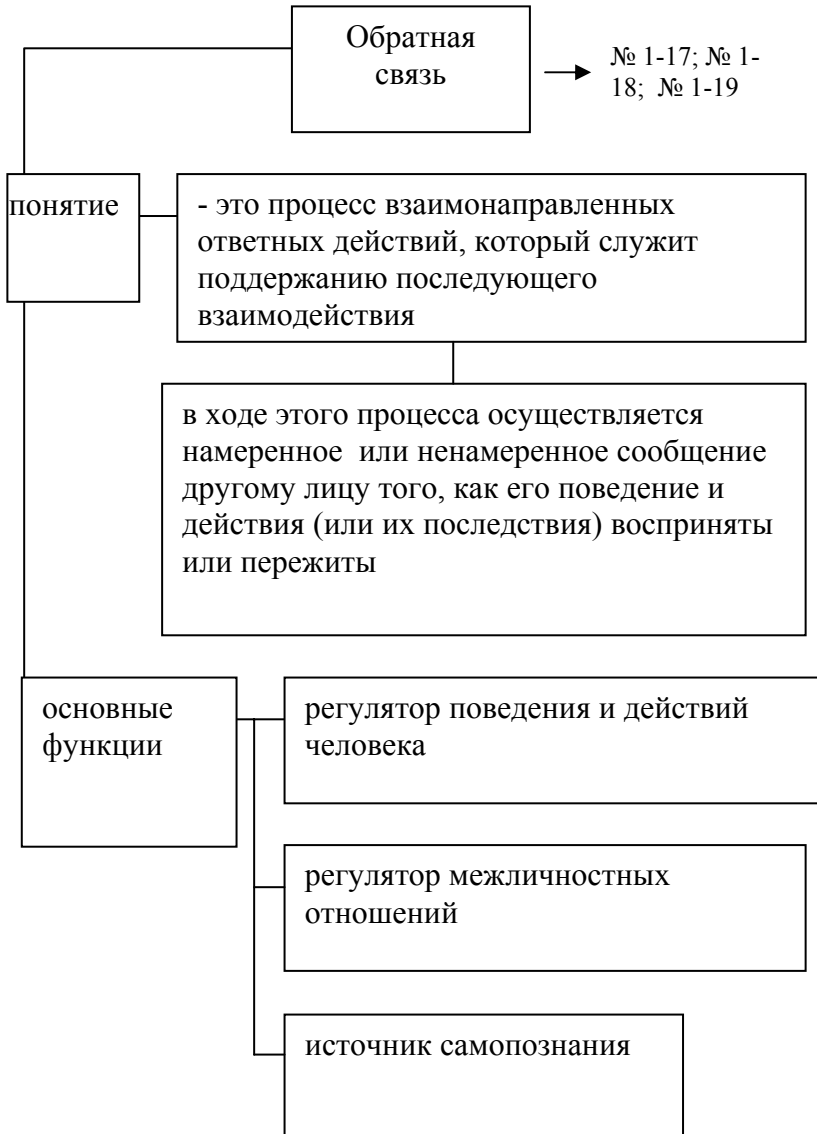 Обратная
связь
№ 1-17; № 1-
18; № 1-19
понятие
- это процесс взаимонаправленных
ответных действий, который служит
поддержанию последующего
взаимодействия
в ходе этого процесса осуществляется
намеренное или ненамеренное сообщение
другому лицу того, как его поведение и
действия (или их последствия) восприняты
или пережиты
основные
функции
регулятор поведения и действий
человека
регулятор межличностных
отношений
источник самопознания